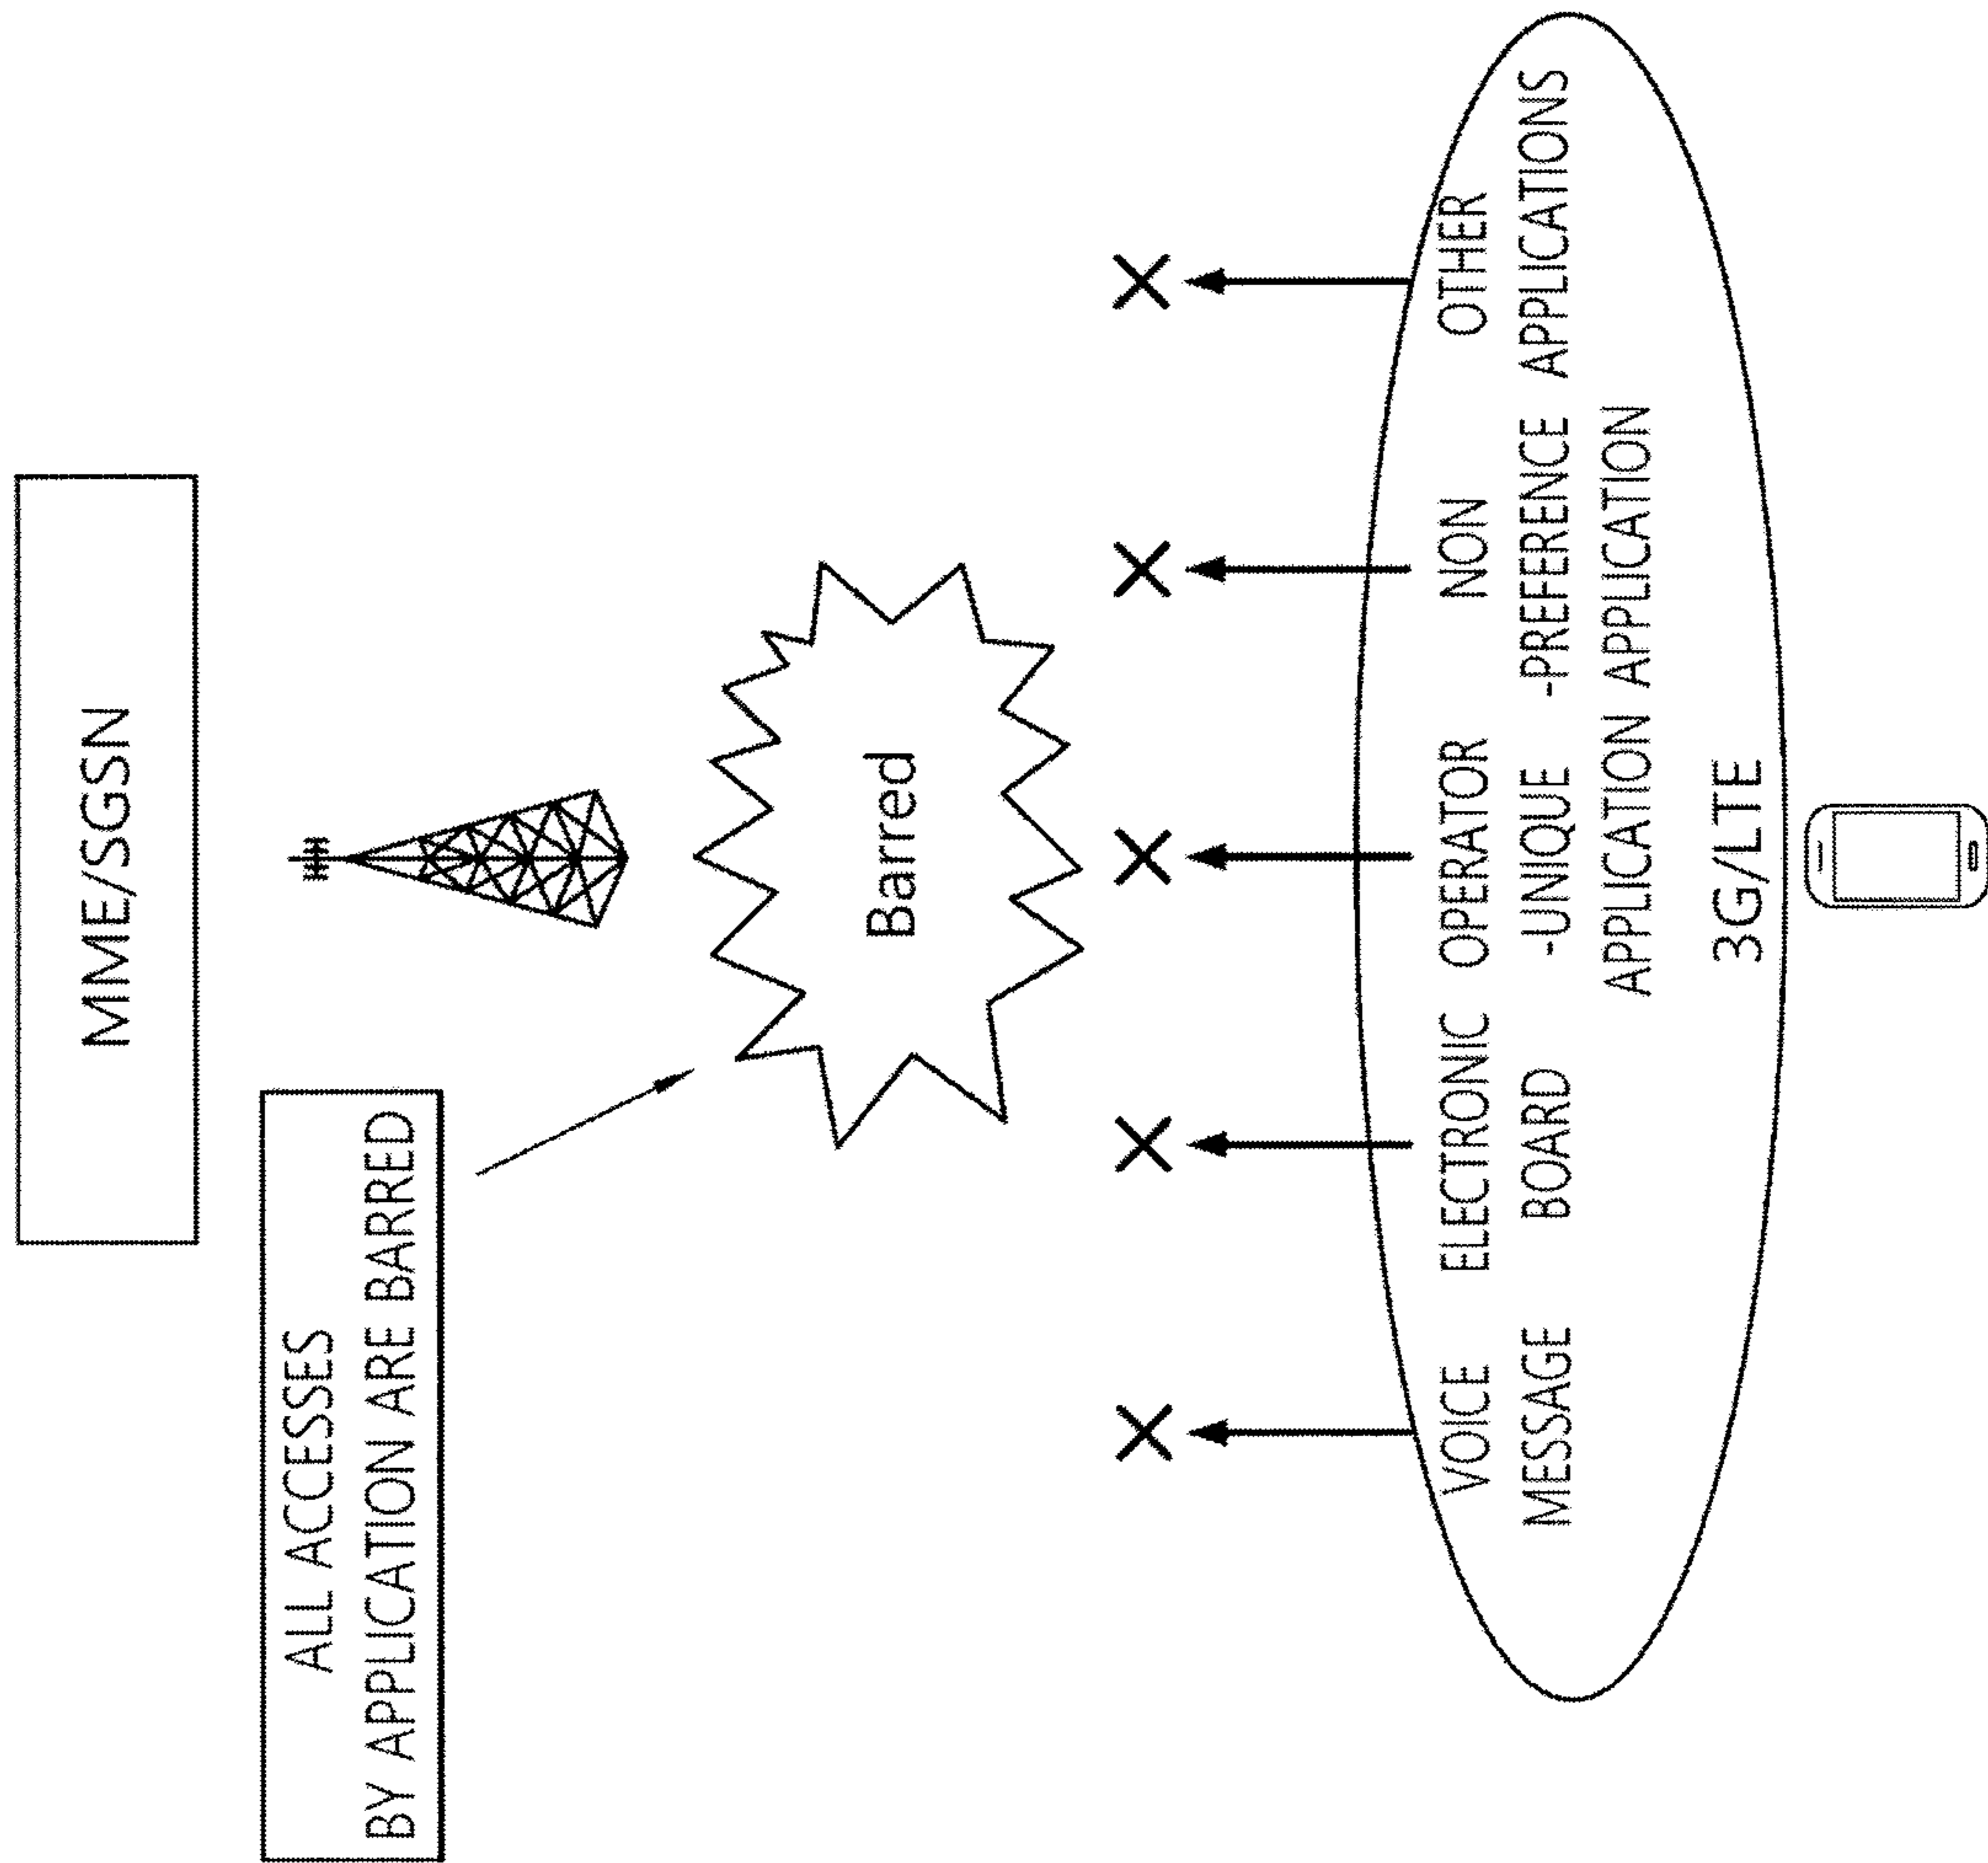 MME/SGSN
ALL ACCESSES
BY APPLICATION ARE BARRED
Barred
VOICE ELECTRONIC OPERATOR NON OTHER
MESSAGE BOARD -UNIQUE -PREFERENCE APPLICATIONS
APPLICATION APPLICATION
3G/LTE